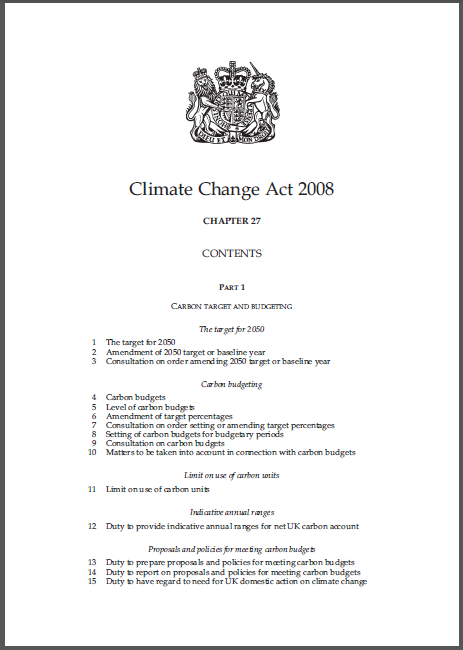 DIEU ET MON DROIT
Climate Change Act 2008
CHAPTER 27
CONTENTS
PART 1
CARBON TARGET AND BUDGETING
The target for 2050
1 The target for 2050
2 Amendment of 2050 target or baseline year
3 Consultation on order amending 2050 target or baseline year
Carbon budgeting
4 Carbon budgets
5 Level of carbon budgets
6 Amendment of target percentages
7 Consultation on order setting or amending target percentages
8 Setting of carbon budgets for budgetary periods
9 Consultation on carbon budgets
10 Matters to be taken into account in connection with carbon budgets
Limit on use of carbon units
11 Limit on use of carbon units
Indicative annual ranges
12 Duty to provide indicative annual ranges for net UK carbon account
Proposals and policies for meeting carbon budgets
13 Duty to prepare proposals and policies for meeting carbon budgets
14 Duty to report on proposals and policies for meeting carbon budgets
15 Duty to have regard to need for UK domestic action on climate change